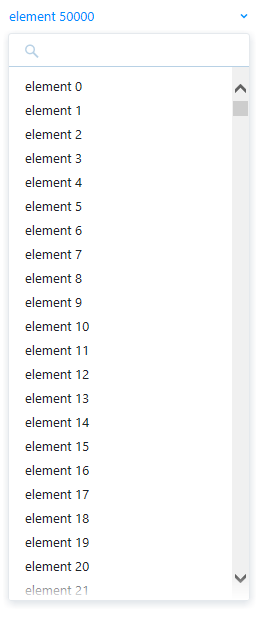 element 50000
element 0
element 1
element 2
element 3
element 4
element 5
element 6
element 7
element 8
element 9
element 10
element 11
element 12
element 13
element 14
element 15
element 16
element 17
element 18
element 19
element 20
element 21